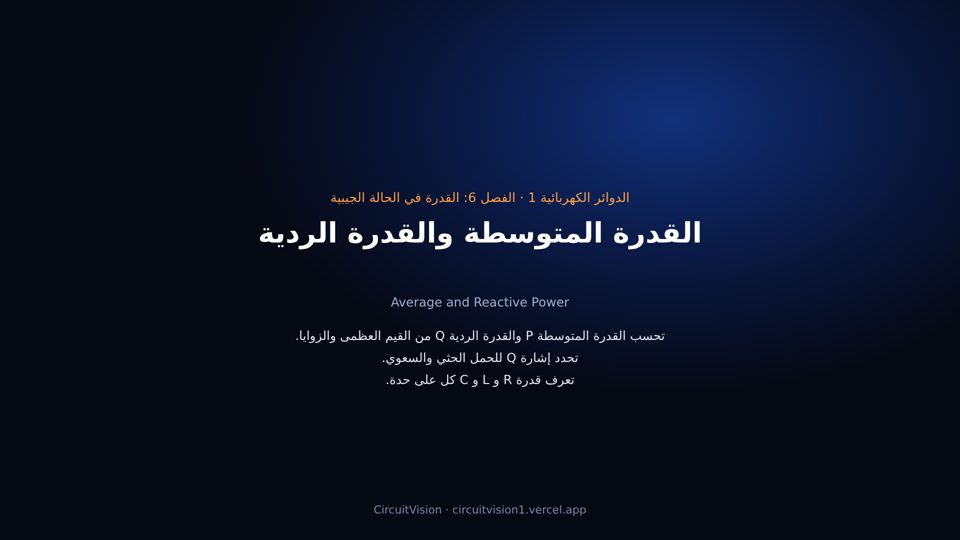 الدوائر الكهربائية 1 · الفصل 6: القدرة في الحالة الجيبية
القدرة المتوسطة والقدرة الردية
Average and Reactive Power
تحسب القدرة المتوسطة P والقدرة الردية Q من القيم العظمى والزوايا.
تحدد إشارة Q للحمل الحثي والسعوي.
تعرف قدرة R و L و C كل على حدة.
CircuitVision · circuitvision1.vercel.app